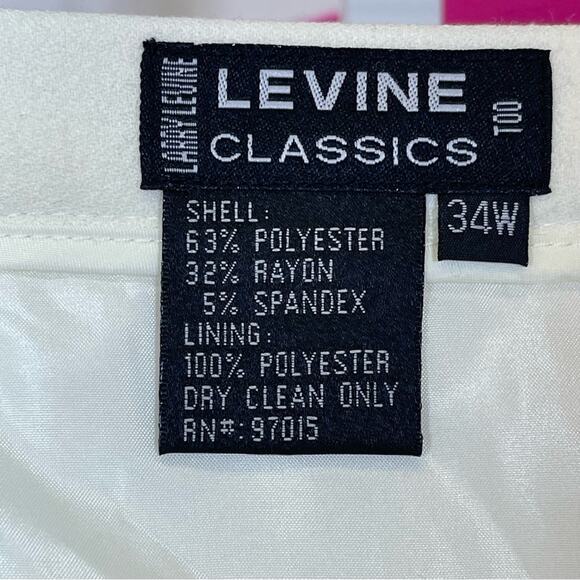 LARRY LEVINE
LEVINE
CLASSICS
TOO
34W
SHELL:
63% POLYESTER
32% RAYON
5% SPANDEX
LINING:
100% POLYESTER
DRY CLEAN ONLY
RN#: 97015